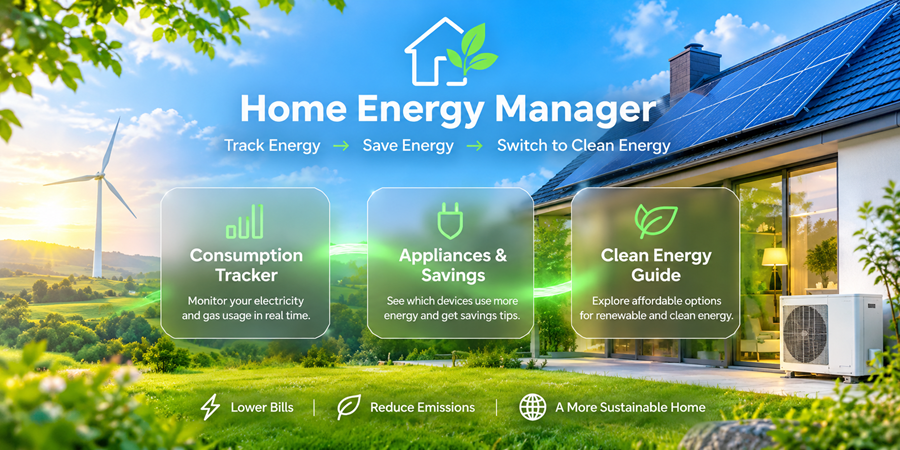 Home Energy Manager
Track Energy → Save Energy → Switch to Clean Energy
Consumption
Tracker
Monitor your electricity
and gas usage in real time.
Appliances &
Savings
See which devices use more
energy and get savings tips.
Clean Energy
Guide
Explore affordable options
for renewable and clean energy.
Lower Bills | Reduce Emissions | A More Sustainable Home